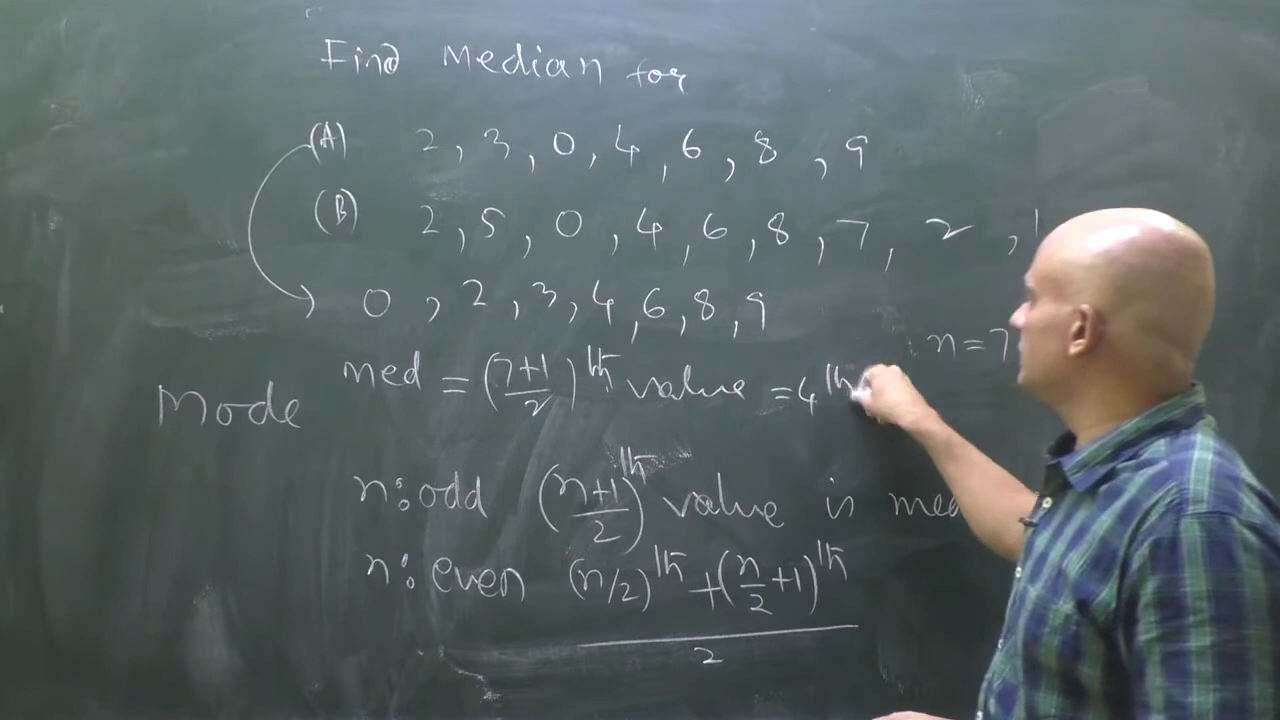 Find Median for
(A) 2, 3, 0, 4, 6, 8, 9
(B) 2, 5, 0, 4, 6, 8, 7, 2, 1
0, 2, 3, 4, 6, 8, 9
n=7
med = (7+1/2)th value = 4th
Mode
n: odd (n+1/2)th value is
n: even (n/2)th + (n/2 + 1)th
2